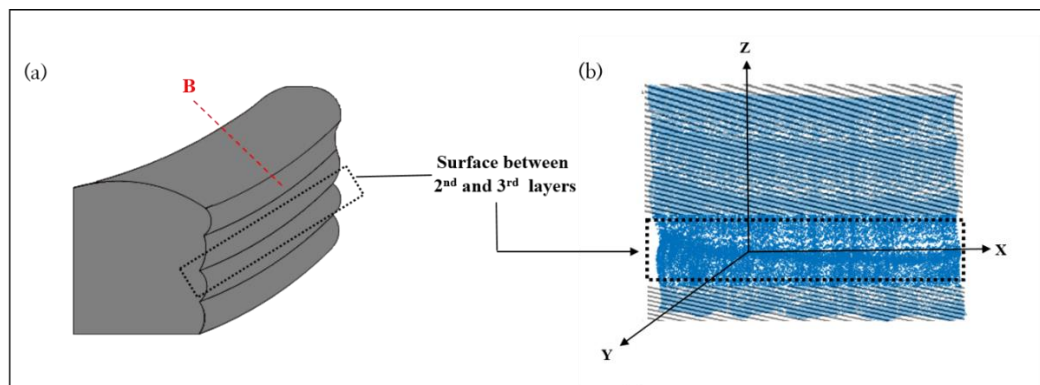 (a)
B
Surface between
2nd and 3rd layers
(b)
Z
X
Y